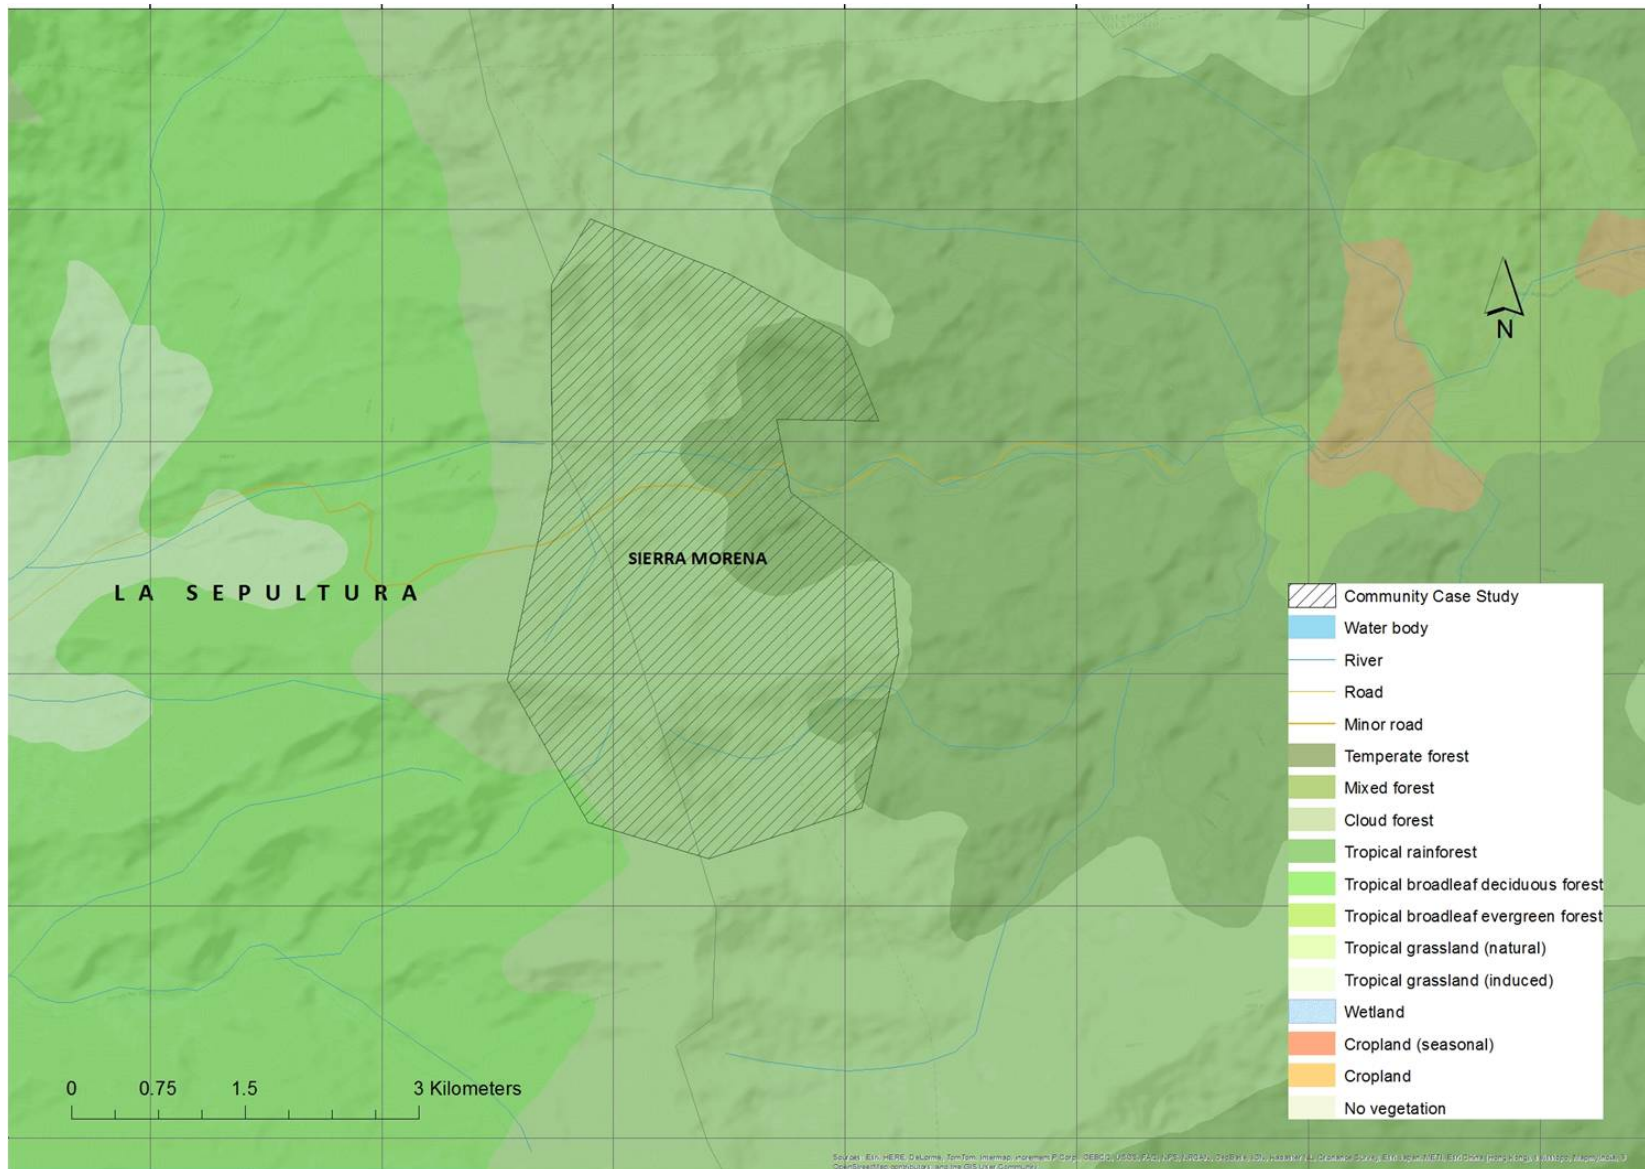 N
SIERRA MORENA
LA SEPULTURA
Community Case Study
Water body
River
Road
Minor road
Temperate forest
Mixed forest
Cloud forest
Tropical rainforest
Tropical broadleaf deciduous forest
Tropical broadleaf evergreen forest
Tropical grassland (natural)
Tropical grassland (induced)
Wetland
Cropland (seasonal)
Cropland
No vegetation
0 0.75 1.5 3 Kilometers